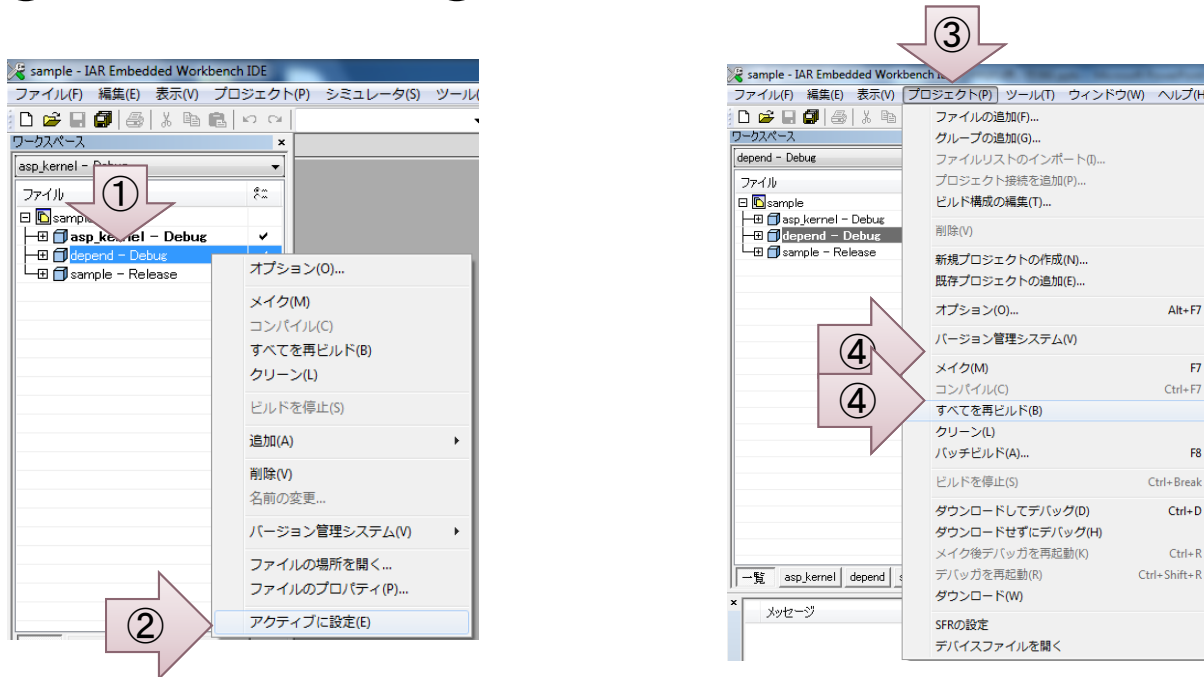 ③
sample - IAR Embedded Workbench IDE
ファイル(F) 編集(E) 表示(V) プロジェクト(P) シミュレータ(S) ツール(
ワークスペース
asp_kernel - Debug
①
ファイル
sample
asp_kernel - Debug
depend - Debug
sample - Release
オプション(O)...
メイク(M)
コンパイル(C)
すべてを再ビルド(B)
クリーン(L)
ビルドを停止(S)
追加(A)
削除(V)
名前の変更...
バージョン管理システム(V)
ファイルの場所を開く...
ファイルのプロパティ(P)...
アクティブに設定(E)
②
sample - IAR Embedded Workbench
ファイル(F) 編集(E) 表示(V) プロジェクト(P) ツール(T) ウィンドウ(W) ヘルプ(H
ワークスペース
depend - Debug
ファイル
sample
asp_kernel - Debug
depend - Debug
sample - Release
ファイルの追加(F)...
グループの追加(G)...
ファイルリストのインポート(I)...
プロジェクト接続を追加(P)...
ビルド構成の編集(T)...
削除(V)
新規プロジェクトの作成(N)...
既存プロジェクトの追加(E)...
オプション(O)... Alt+F7
バージョン管理システム(V)
④
メイク(M) F7
コンパイル(C) Ctrl+F7
④
すべてを再ビルド(B)
クリーン(L)
バッチビルド(A)... F8
ビルドを停止(S) Ctrl+Break
ダウンロードしてデバッグ(D) Ctrl+D
ダウンロードせずにデバッグ(H)
メイク後デバッガを再起動(K) Ctrl+R
デバッガを再起動(R) Ctrl+Shift+R
ダウンロード(W)
SFRの設定
デバイスファイルを開く
一覧 asp_kernel depend s
メッセージ